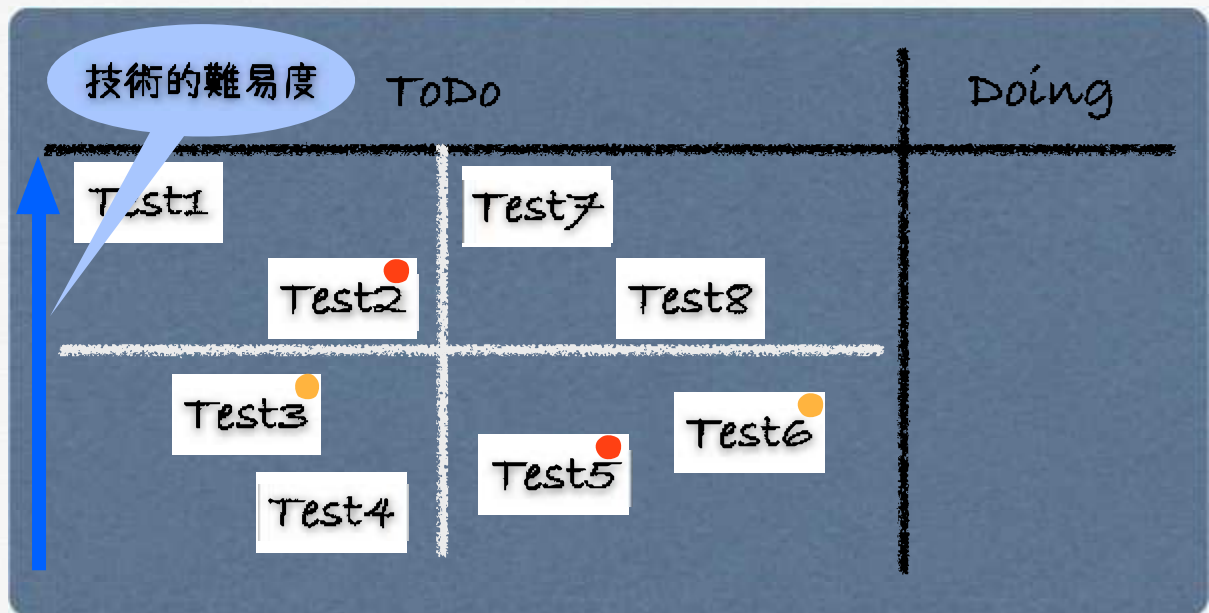 技術的難易度
ToDo
Doing
Test1
Test7
Test2
Test8
Test3
Test6
Test5
Test4